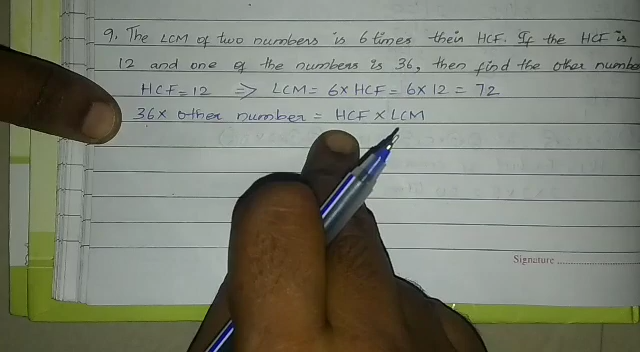 9. The LCM of two numbers is 6 times their HCF. If the HCF is
12 and one of the numbers is 36, then find the other numbe
HCF = 12 ⇒ LCM = 6 x HCF = 6 x 12 = 72
36 x other number = HCF x LCM
Signature ..............